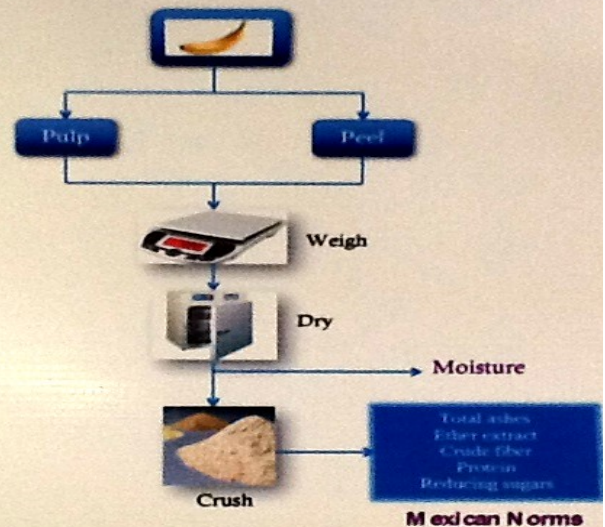 Pulp
Peel
Weigh
Dry
Moisture
Total ashes
Ether extract
Crude fiber
Protein
Reducing sugars
Crush
Mexican Norms